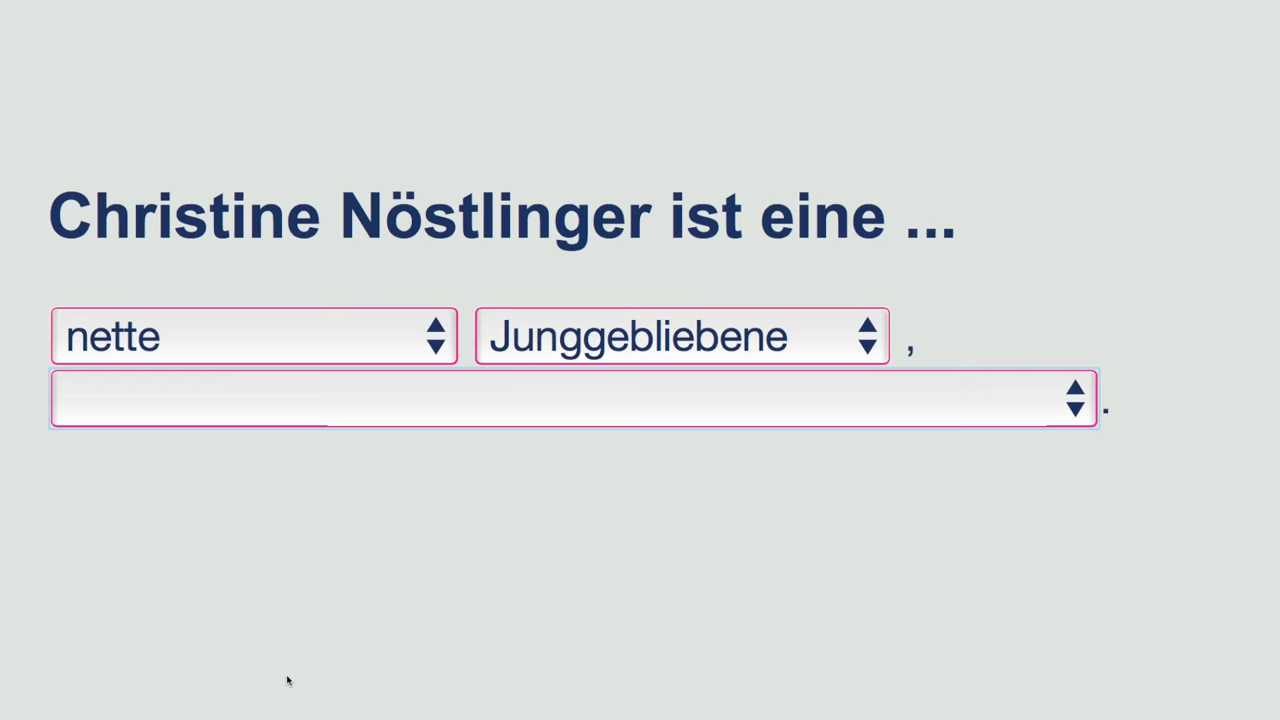 Christine Nöstlinger ist eine ...
nette Junggebliebene ,
.